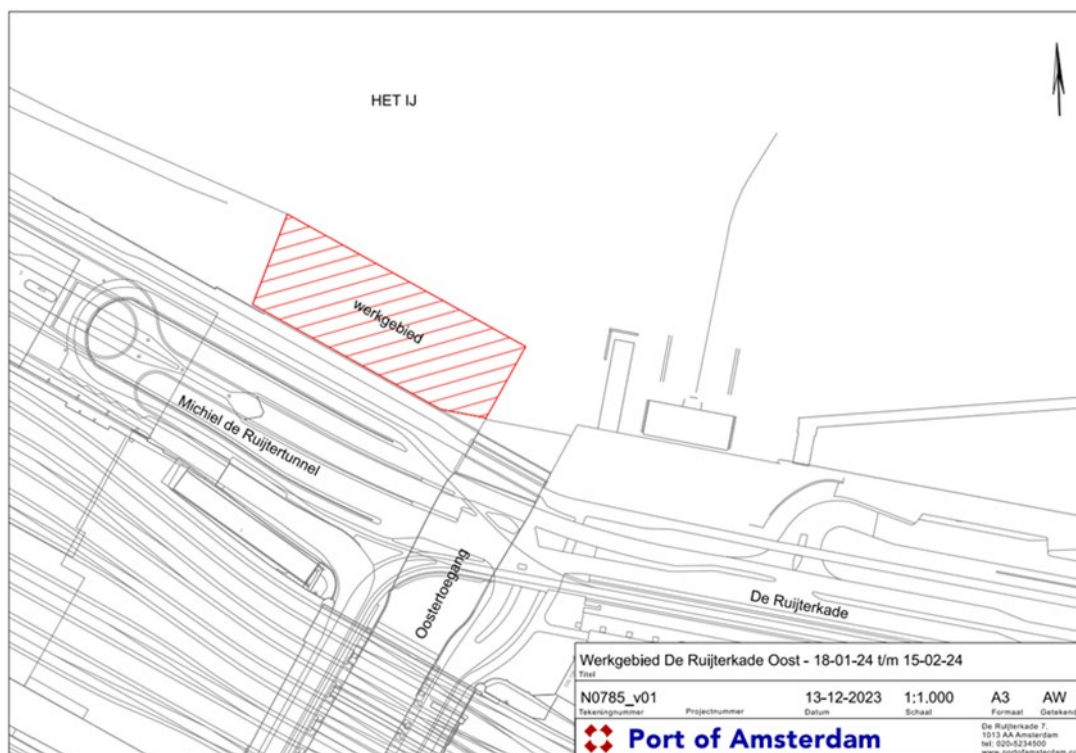 HET IJ
werkgebied
Michiel de Ruijtertunnel
Oostertoegang
De Ruijterkade
Werkgebied De Ruijterkade Oost - 18-01-24 t/m 15-02-24
Titel
N0785_v01 13-12-2023 1:1.000 A3 AW
Tekeningnummer Projectnummer Datum Schaal Formaat Getekend
Port of Amsterdam
De Ruijterkade 7,
1013 AA Amsterdam
tel: 020-5234500